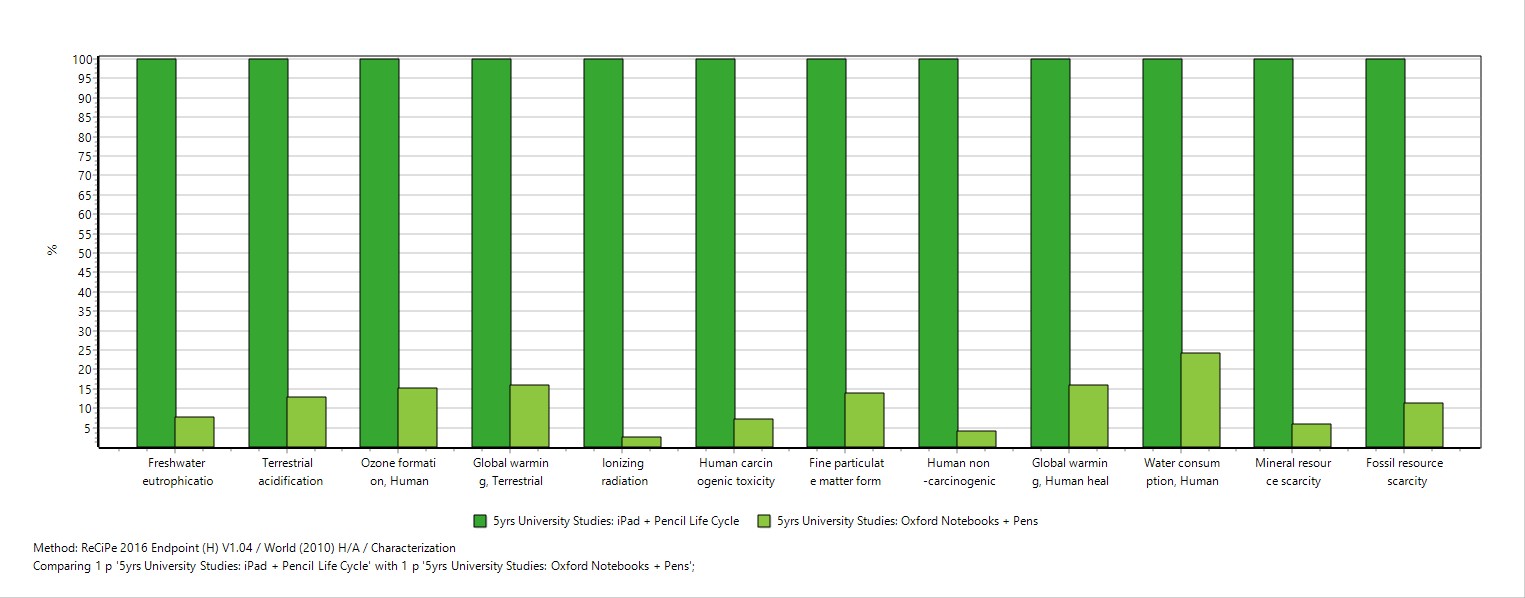 100
95
90
85
80
75
70
65
60
55
50
45
40
35
30
25
20
15
10
5
%
Freshwater
eutrophicatio
Terrestrial
acidification
Ozone formati
on, Human
Global warmin
g, Terrestrial
Ionizing
radiation
Human carcin
ogenic toxicity
Fine particulat
e matter form
Human non
-carcinogenic
Global warmin
g, Human heal
Water consum
ption, Human
Mineral resour
ce scarcity
Fossil resource
scarcity
5yrs University Studies: iPad + Pencil Life Cycle
5yrs University Studies: Oxford Notebooks + Pens
Method: ReCiPe 2016 Endpoint (H) V1.04 / World (2010) H/A / Characterization
Comparing 1 p '5yrs University Studies: iPad + Pencil Life Cycle' with 1 p '5yrs University Studies: Oxford Notebooks + Pens';